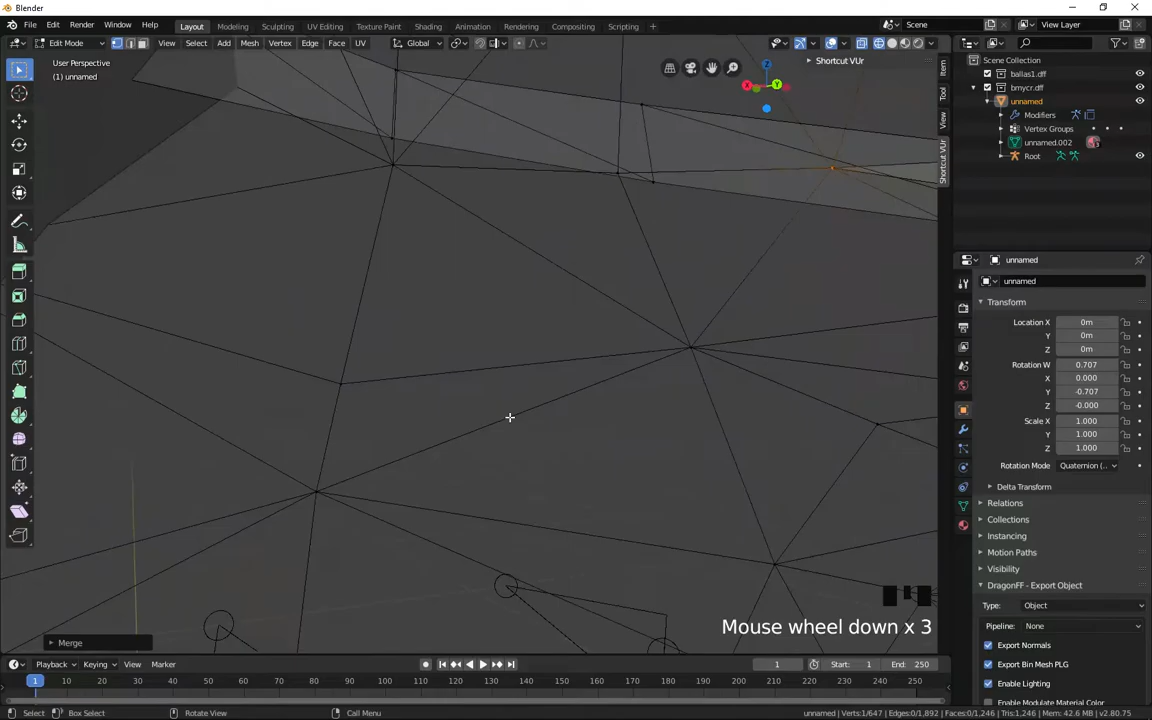 Blender
File Edit Render Window Help
Layout Modeling Sculpting UV Editing Texture Paint Shading Animation Rendering Compositing Scripting +
Scene View Layer
Edit Mode View Select Add Mesh Vertex Edge Face UV Global
User Perspective
(1) unnamed
Shortcut VUr
Z
X Y
Item
Tool
View
Shortcut VUr
Scene Collection
ballas1.dff
bmycr.dff
unnamed
Modifiers
Vertex Groups
unnamed.002
Root
unnamed
unnamed
Transform
Location X 0m
Y 0m
Z 0m
Rotation W 0.707
X 0.000
Y -0.707
Z -0.000
Scale X 1.000
Y 1.000
Z 1.000
Rotation Mode Quaternion (..
Delta Transform
Relations
Collections
Instancing
Motion Paths
Visibility
DragonFF - Export Object
Type: Object
Pipeline: None
Export Normals
Export Bin Mesh PLG
Enable Lighting
Enable Modulate Material Color
Mouse wheel down x 3
Merge
Playback Keying View Marker 1 Start: 1 End: 250
1 10 20 30 40 50 60 70 80 90 100 110 120 130 140 150 160 170 180 190 200 210 220 230 240 250
Select Box Select Rotate View Call Menu unnamed | Verts:1/647 | Edges:0/1,892 | Faces:0/1,246 | Tris:1,246 | Mem: 42.6 MB | v2.80.75